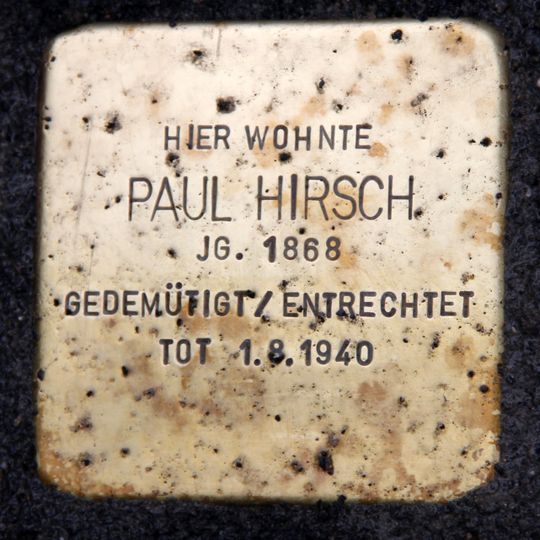 HIER WOHNTE
PAUL HIRSCH
JG. 1868
GEDEMÜTIGT/ENTRECHTET
TOT 1.8.1940